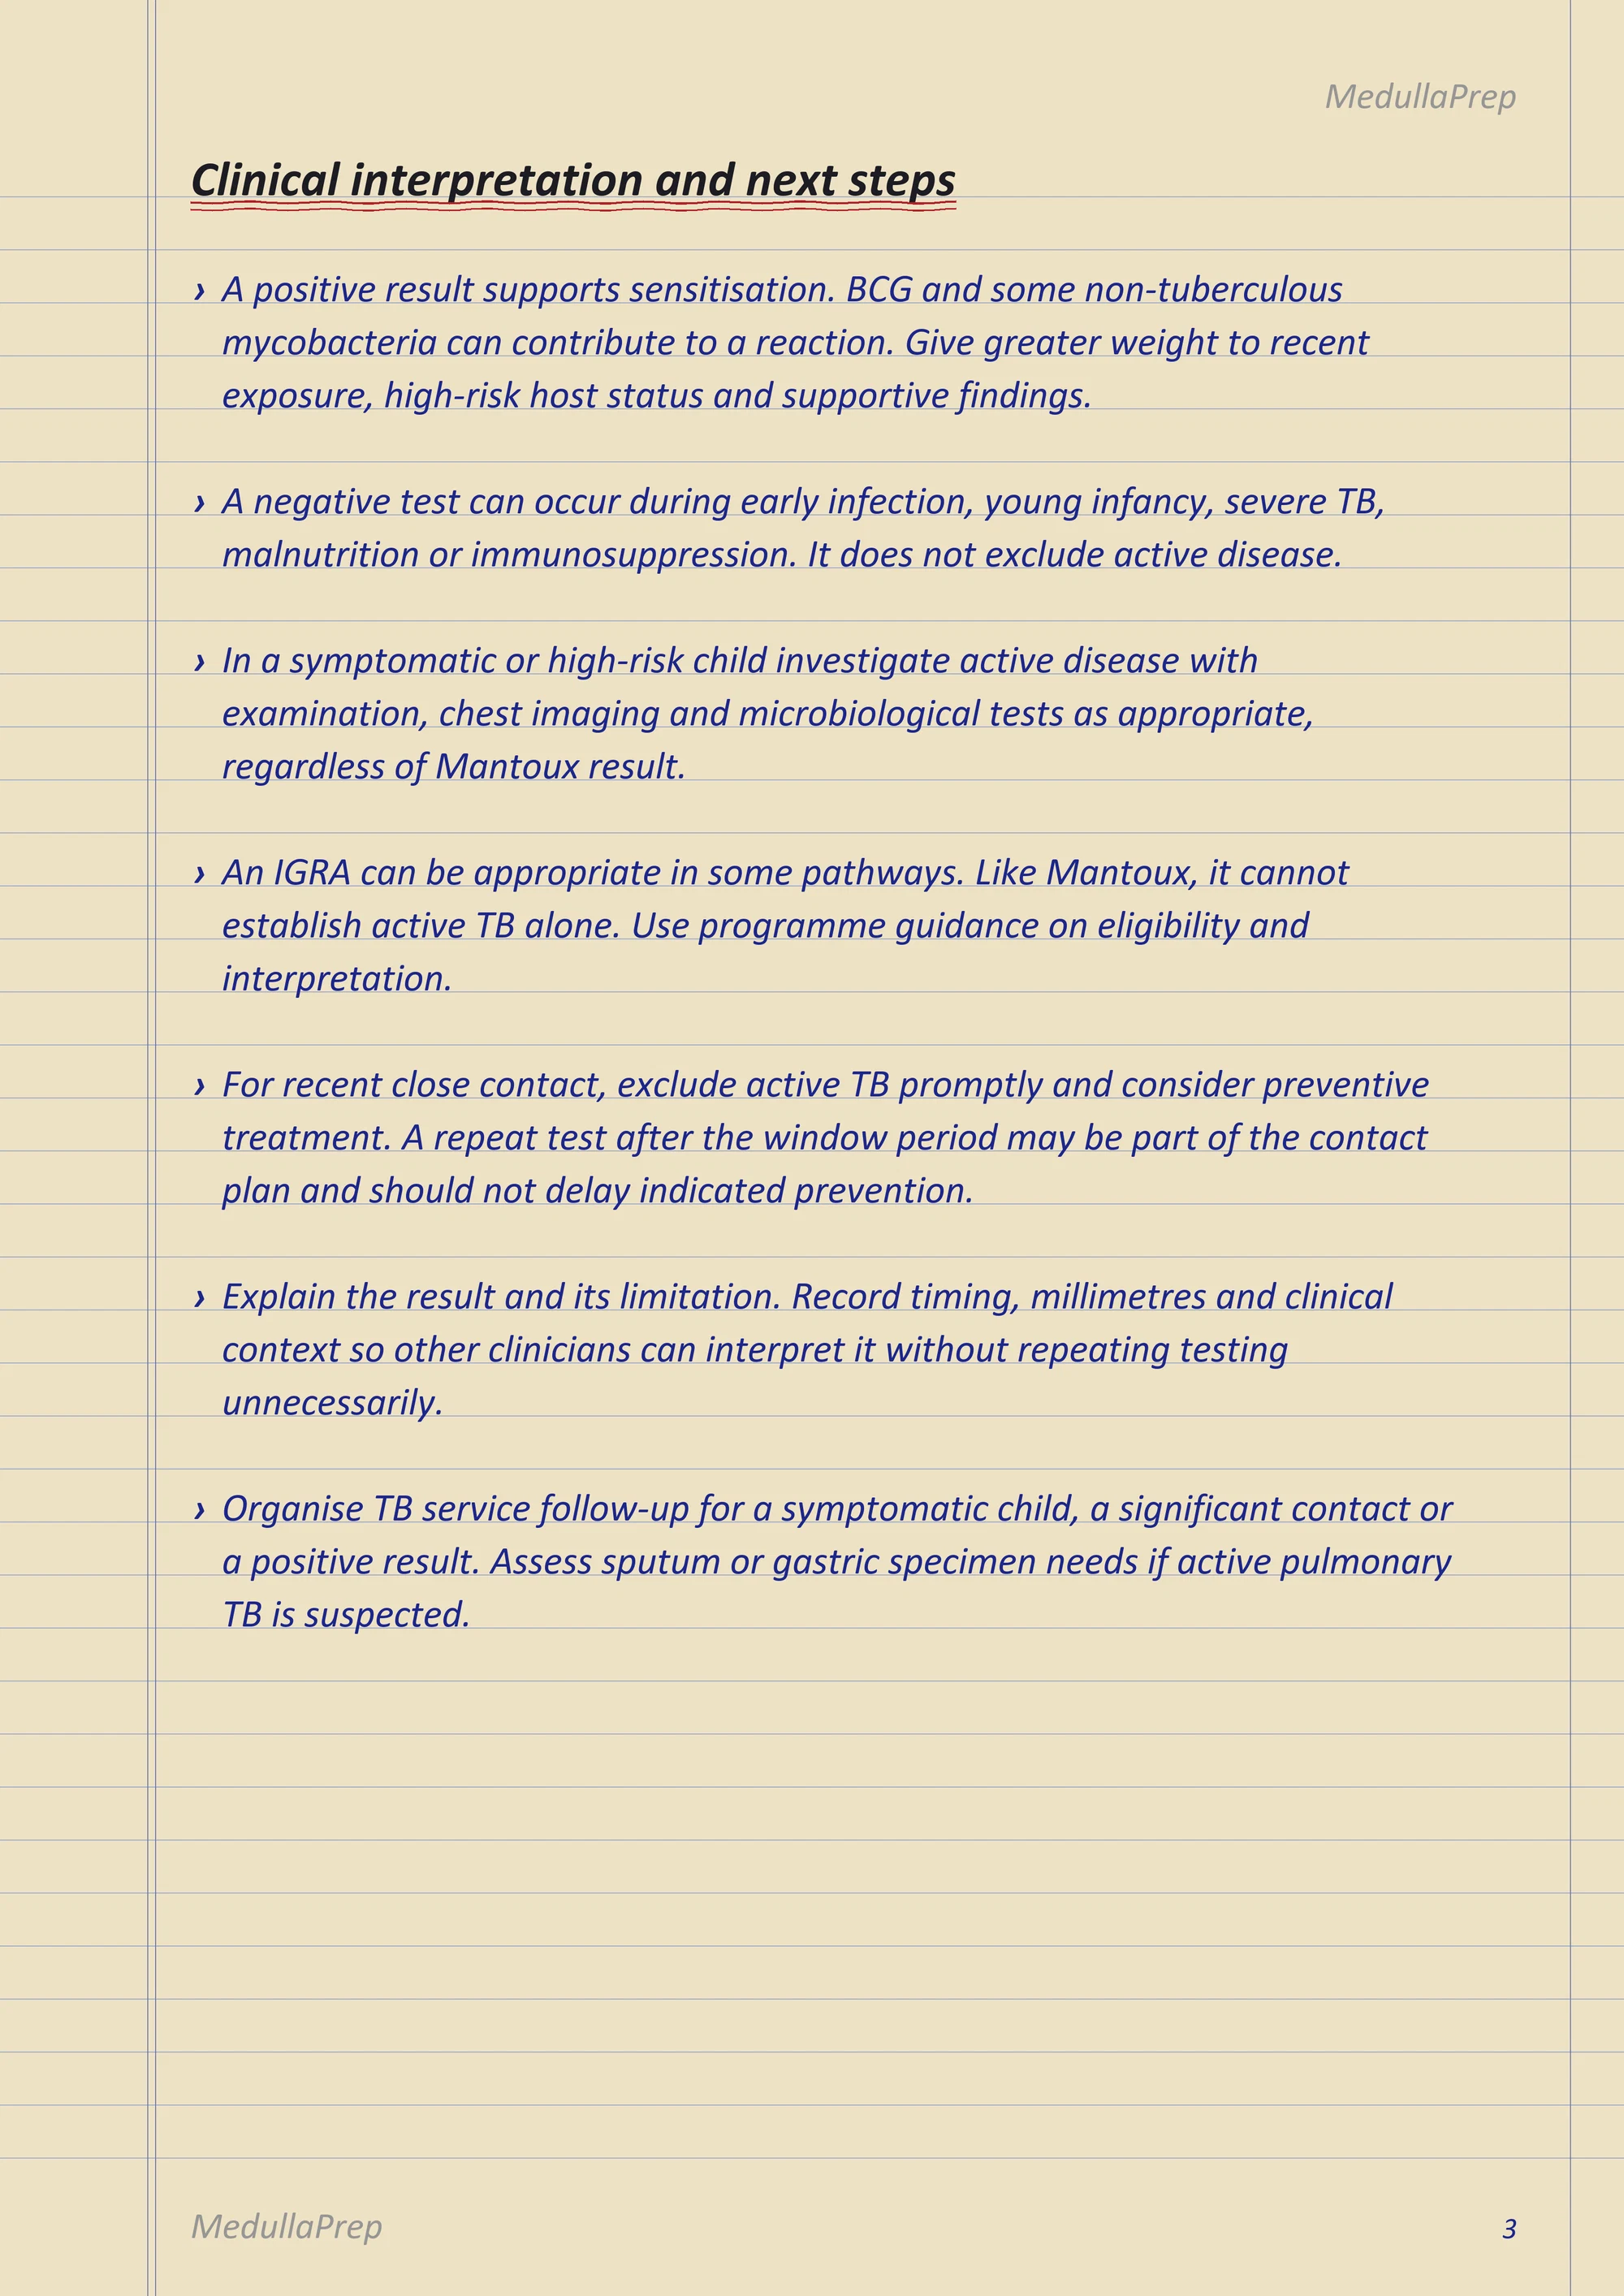 MedullaPrep
Clinical interpretation and next steps
› A positive result supports sensitisation. BCG and some non-tuberculous
mycobacteria can contribute to a reaction. Give greater weight to recent
exposure, high-risk host status and supportive findings.
› A negative test can occur during early infection, young infancy, severe TB,
malnutrition or immunosuppression. It does not exclude active disease.
› In a symptomatic or high-risk child investigate active disease with
examination, chest imaging and microbiological tests as appropriate,
regardless of Mantoux result.
› An IGRA can be appropriate in some pathways. Like Mantoux, it cannot
establish active TB alone. Use programme guidance on eligibility and
interpretation.
› For recent close contact, exclude active TB promptly and consider preventive
treatment. A repeat test after the window period may be part of the contact
plan and should not delay indicated prevention.
› Explain the result and its limitation. Record timing, millimetres and clinical
context so other clinicians can interpret it without repeating testing
unnecessarily.
› Organise TB service follow-up for a symptomatic child, a significant contact or
a positive result. Assess sputum or gastric specimen needs if active pulmonary
TB is suspected.
MedullaPrep
3